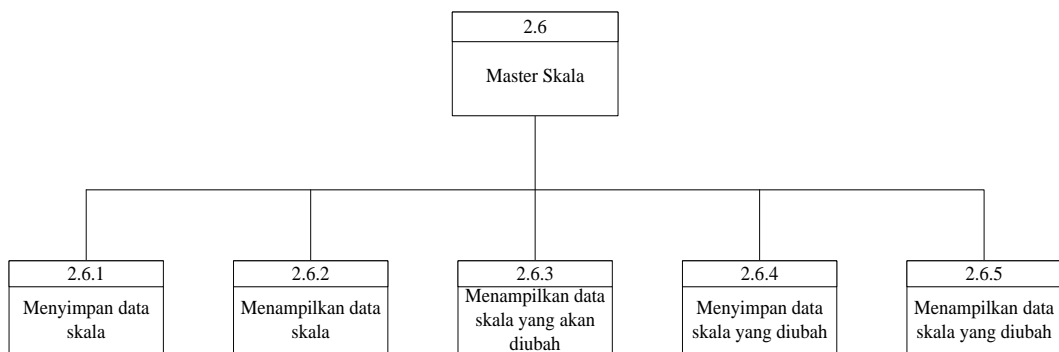 2.6
Master Skala
2.6.1
Menyimpan data
skala
2.6.2
Menampilkan data
skala
2.6.3
Menampilkan data
skala yang akan
diubah
2.6.4
Menyimpan data
skala yang diubah
2.6.5
Menampilkan data
skala yang diubah